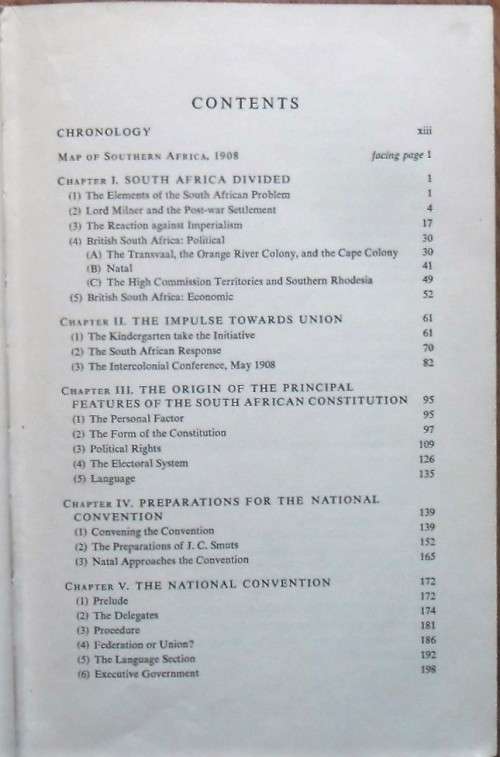 CONTENTS
CHRONOLOGY xiii
MAP OF SOUTHERN AFRICA, 1908 facing page 1
CHAPTER I. SOUTH AFRICA DIVIDED 1
(1) The Elements of the South African Problem 1
(2) Lord Milner and the Post-war Settlement 4
(3) The Reaction against Imperialism 17
(4) British South Africa: Political 30
(A) The Transvaal, the Orange River Colony, and the Cape Colony 30
(B) Natal 41
(C) The High Commission Territories and Southern Rhodesia 49
(5) British South Africa: Economic 52
CHAPTER II. THE IMPULSE TOWARDS UNION 61
(1) The Kindergarten take the Initiative 61
(2) The South African Response 70
(3) The Intercolonial Conference, May 1908 82
CHAPTER III. THE ORIGIN OF THE PRINCIPAL
FEATURES OF THE SOUTH AFRICAN CONSTITUTION 95
(1) The Personal Factor 95
(2) The Form of the Constitution 97
(3) Political Rights 109
(4) The Electoral System 126
(5) Language 135
CHAPTER IV. PREPARATIONS FOR THE NATIONAL
CONVENTION 139
(1) Convening the Convention 139
(2) The Preparations of J. C. Smuts 152
(3) Natal Approaches the Convention 165
CHAPTER V. THE NATIONAL CONVENTION 172
(1) Prelude 172
(2) The Delegates 174
(3) Procedure 181
(4) Federation or Union? 186
(5) The Language Section 192
(6) Executive Government 198